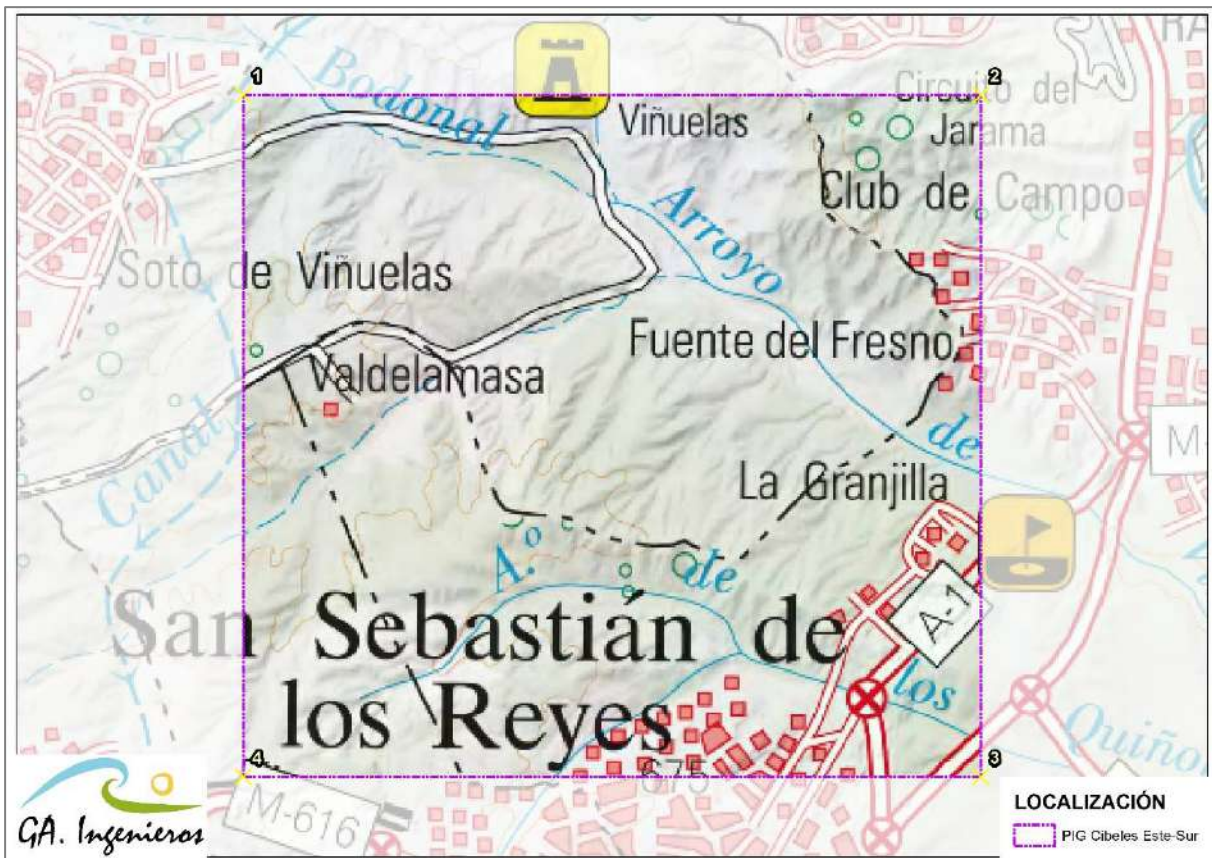 1
2
Bodonal
Viñuelas
Circuito del
Jarama
Club de Campo
Arroyo
Soto de Viñuelas
Fuente del Fresno
Valdelamasa
de
M-
Canal
La Granjilla
A.º
de
A-1
San Sebastián de
los Reyes
los
Quiño
4
3
675
M-616
GA. Ingenieros
LOCALIZACIÓN
PIG Cibeles Este-Sur